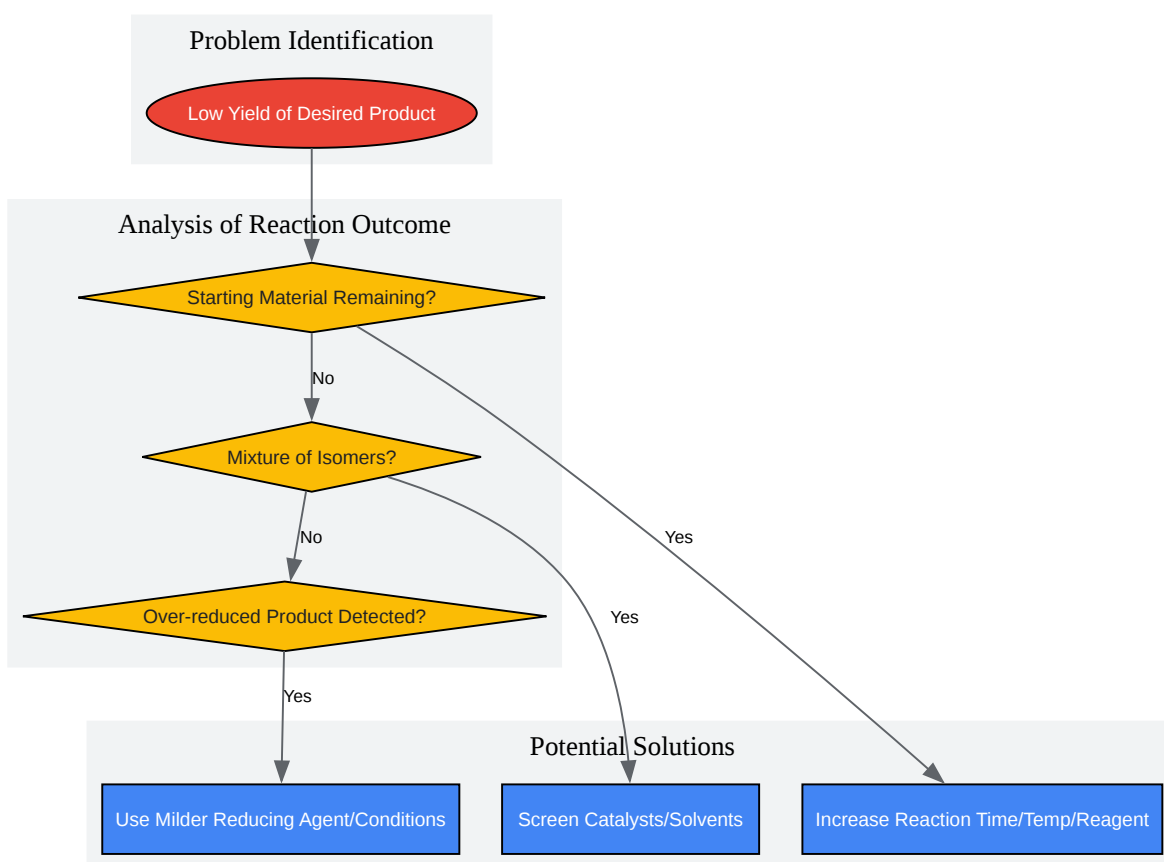 Problem Identification
Low Yield of Desired Product
Analysis of Reaction Outcome
Starting Material Remaining?
No
Mixture of Isomers?
No
Yes
Over-reduced Product Detected?
Yes
Yes
Potential Solutions
Use Milder Reducing Agent/Conditions
Screen Catalysts/Solvents
Increase Reaction Time/Temp/Reagent